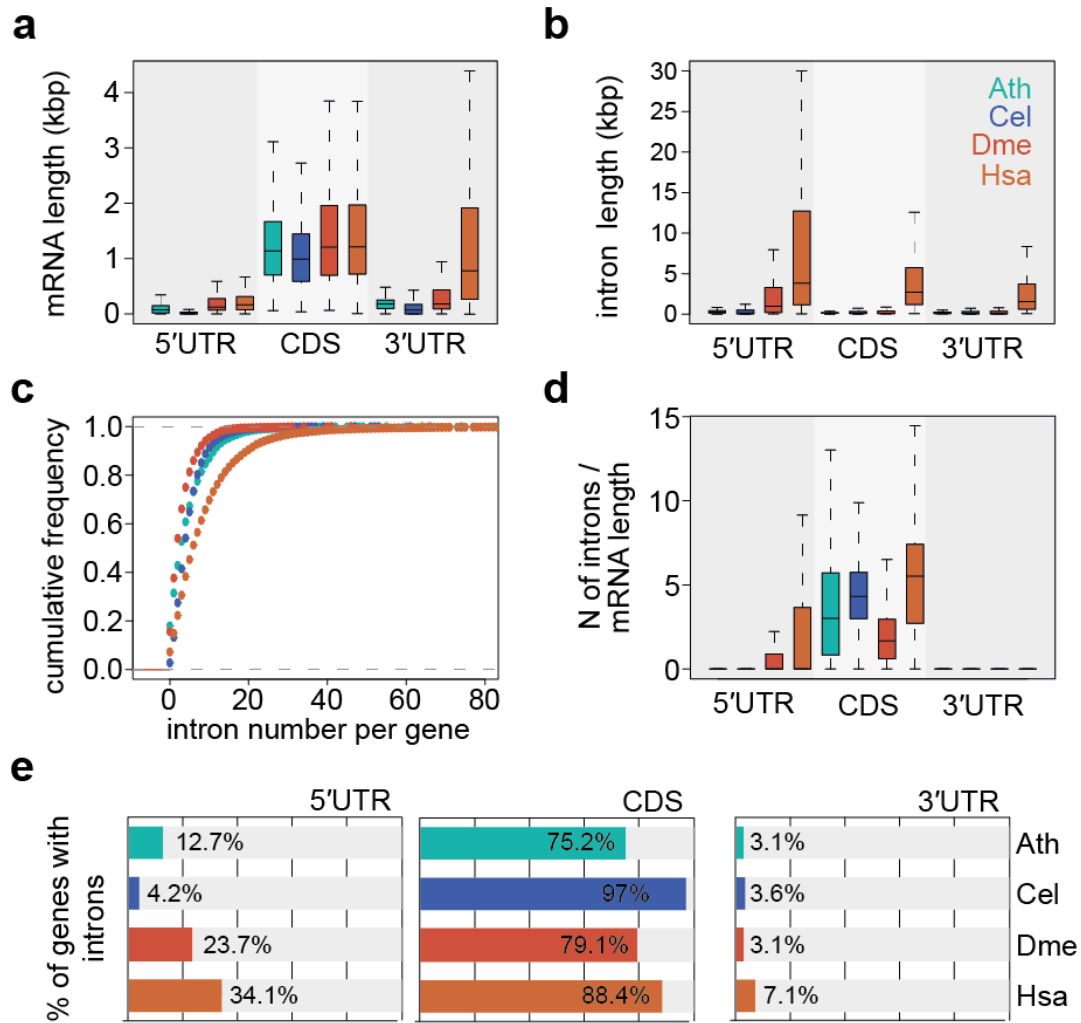 a
mRNA length (kbp)
4
3
2
1
0
5′UTR CDS 3′UTR
b
intron length (kbp)
30
25
20
15
10
5
0
Ath
Cel
Dme
Hsa
5′UTR CDS 3′UTR
c
cumulative frequency
1.0
0.8
0.6
0.4
0.2
0.0
0 20 40 60 80
intron number per gene
d
N of introns /
mRNA length
15
10
5
0
5′UTR CDS 3′UTR
e
% of genes with
introns
5′UTR CDS 3′UTR
12.7% 75.2% 3.1% Ath
4.2% 97% 3.6% Cel
23.7% 79.1% 3.1% Dme
34.1% 88.4% 7.1% Hsa